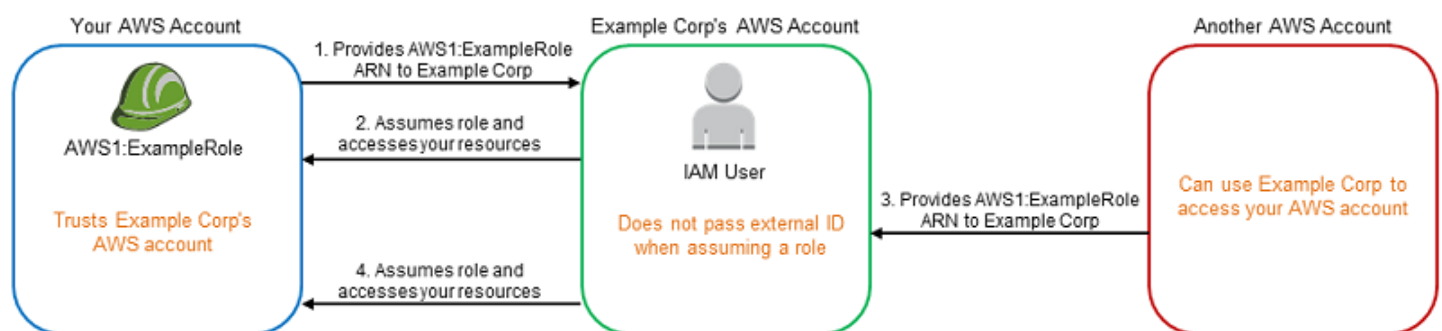 Your AWS Account
Example Corp's AWS Account
Another AWS Account
1. Provides AWS1:ExampleRole
ARN to Example Corp
2. Assumes role and
accesses your resources
AWS1:ExampleRole
IAM User
Trusts Example Corp's
AWS account
Does not pass external ID
when assuming a role
3. Provides AWS1:ExampleRole
ARN to Example Corp
Can use Example Corp to
access your AWS account
4. Assumes role and
accesses your resources